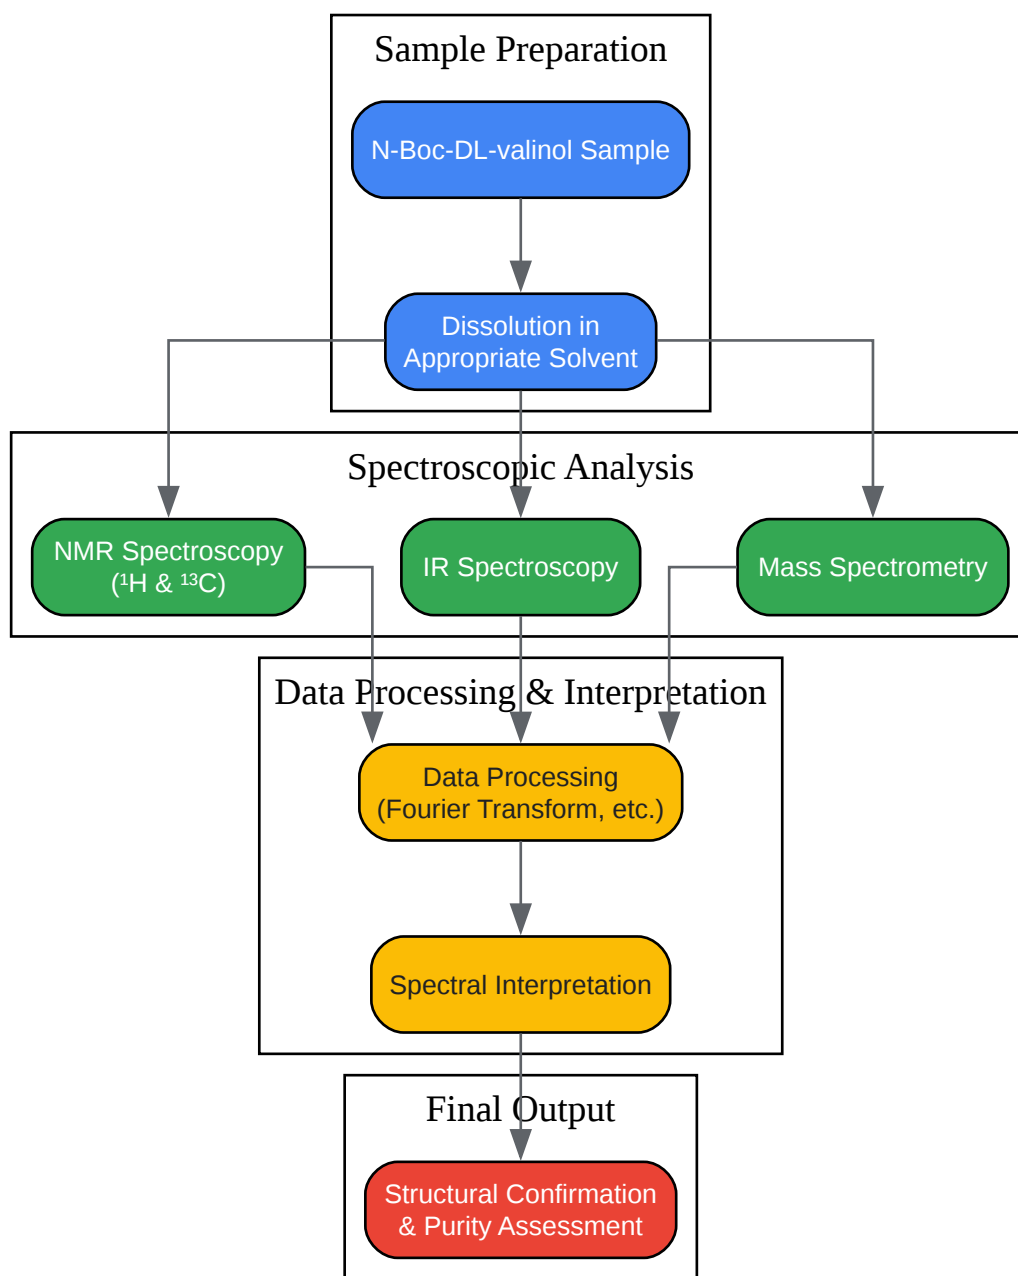 Sample Preparation
N-Boc-DL-valinol Sample
Dissolution in
Appropriate Solvent
Spectroscopic Analysis
NMR Spectroscopy
(¹H & ¹³C)
IR Spectroscopy
Mass Spectrometry
Data Processing & Interpretation
Data Processing
(Fourier Transform, etc.)
Spectral Interpretation
Final Output
Structural Confirmation
& Purity Assessment